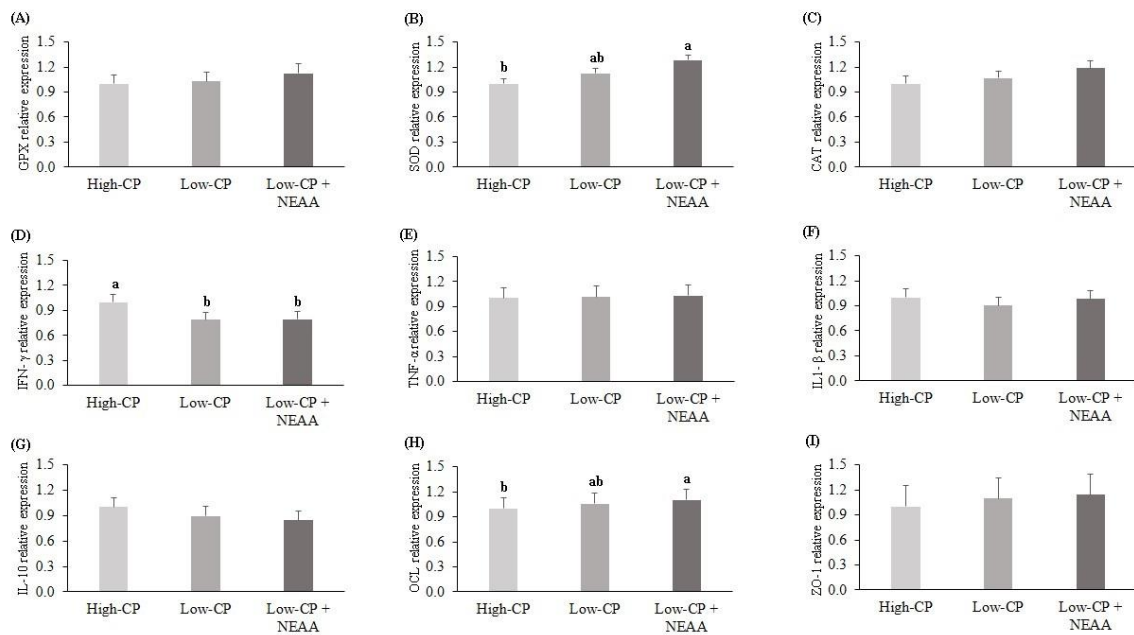 (A)
GPX relative expression
1.5
1.2
0.9
0.6
0.3
0.0
High-CP
Low-CP
Low-CP +
NEAA
(B)
SOD relative expression
1.5
1.2
0.9
0.6
0.3
0.0
b
ab
a
High-CP
Low-CP
Low-CP +
NEAA
(C)
CAT relative expression
1.5
1.2
0.9
0.6
0.3
0.0
High-CP
Low-CP
Low-CP +
NEAA
(D)
IFN- γ relative expression
1.5
1.2
0.9
0.6
0.3
0.0
a
b
b
High-CP
Low-CP
Low-CP +
NEAA
(E)
TNF-α relative expression
1.5
1.2
0.9
0.6
0.3
0.0
High-CP
Low-CP
Low-CP +
NEAA
(F)
IL1- β relative expression
1.5
1.2
0.9
0.6
0.3
0.0
High-CP
Low-CP
Low-CP +
NEAA
(G)
IL-10 relative expression
1.5
1.2
0.9
0.6
0.3
0.0
High-CP
Low-CP
Low-CP +
NEAA
(H)
OCL relative expression
1.5
1.2
0.9
0.6
0.3
0.0
b
ab
a
High-CP
Low-CP
Low-CP +
NEAA
(I)
ZO-1 relative expression
1.5
1.2
0.9
0.6
0.3
0.0
High-CP
Low-CP
Low-CP +
NEAA